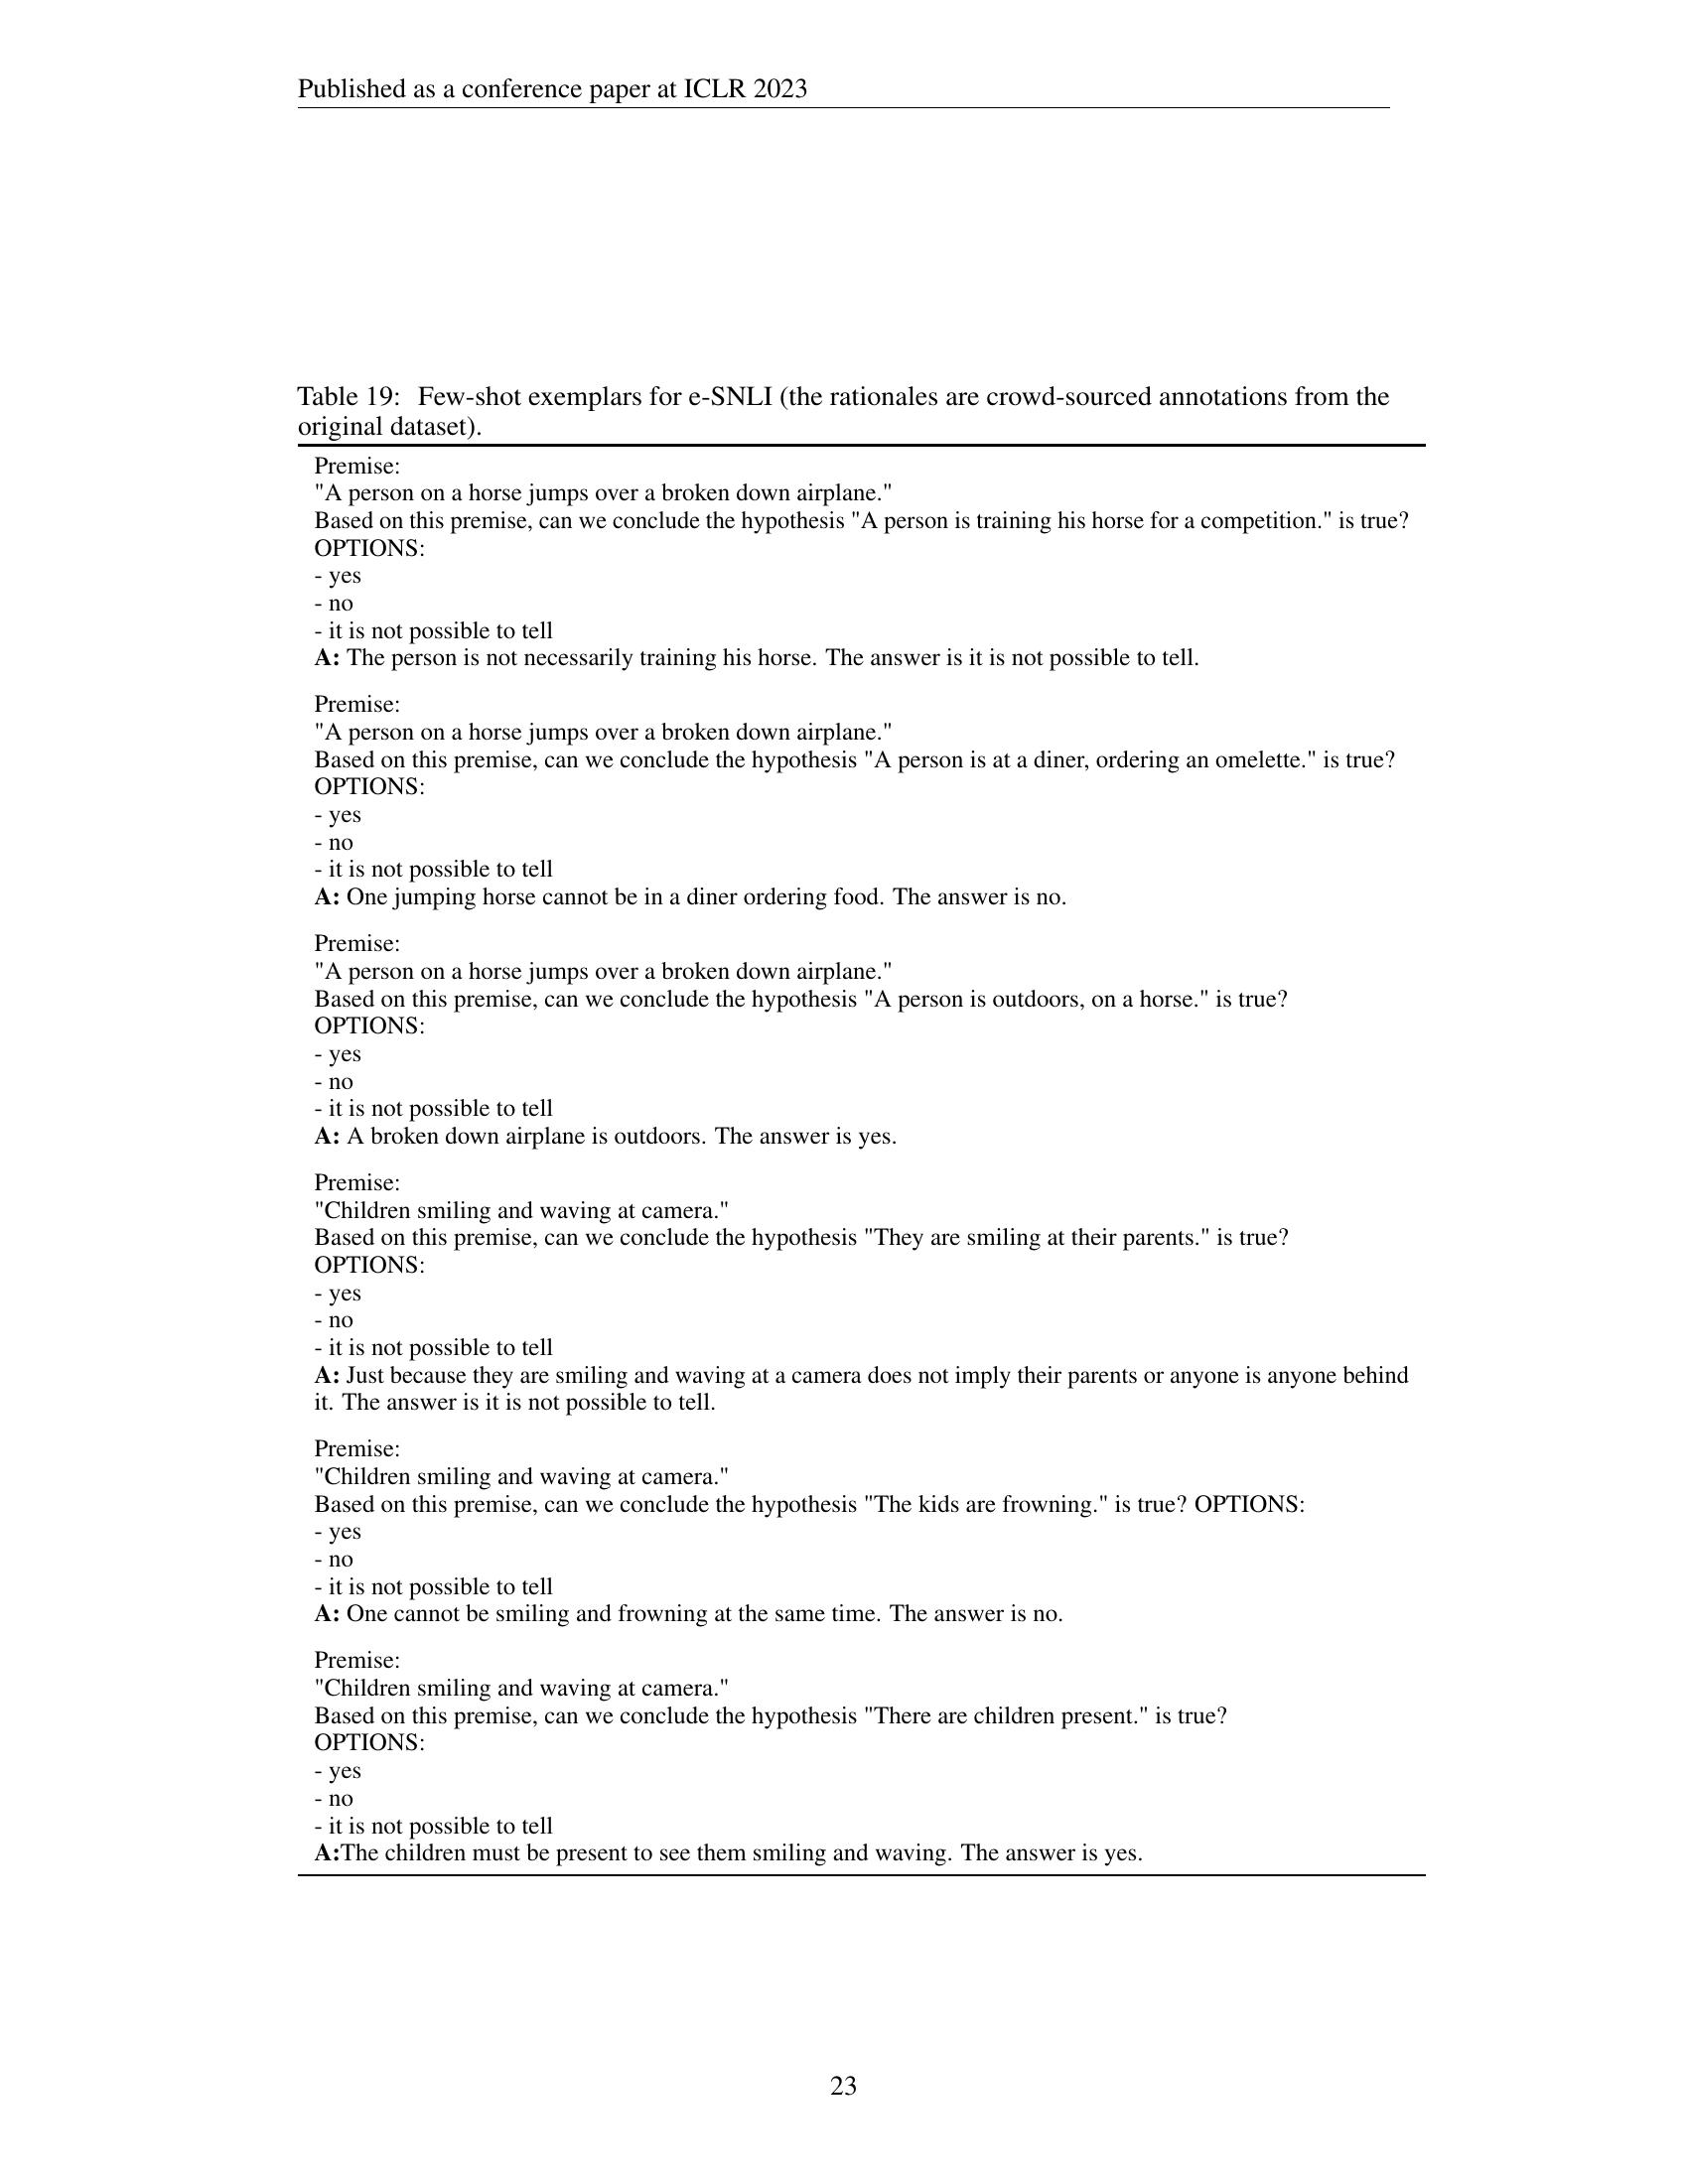 Published as a conference paper at ICLR 2023
Table 19: Few-shot exemplars for e-SNLI (the rationales are crowd-sourced annotations from the
original dataset).
Premise:
"A person on a horse jumps over a broken down airplane."
Based on this premise, can we conclude the hypothesis "A person is training his horse for a competition." is true?
OPTIONS:
- yes
- no
- it is not possible to tell
A: The person is not necessarily training his horse. The answer is it is not possible to tell.
Premise:
"A person on a horse jumps over a broken down airplane."
Based on this premise, can we conclude the hypothesis "A person is at a diner, ordering an omelette." is true?
OPTIONS:
- yes
- no
- it is not possible to tell
A: One jumping horse cannot be in a diner ordering food. The answer is no.
Premise:
"A person on a horse jumps over a broken down airplane."
Based on this premise, can we conclude the hypothesis "A person is outdoors, on a horse." is true?
OPTIONS:
- yes
- no
- it is not possible to tell
A: A broken down airplane is outdoors. The answer is yes.
Premise:
"Children smiling and waving at camera."
Based on this premise, can we conclude the hypothesis "They are smiling at their parents." is true?
OPTIONS:
- yes
- no
- it is not possible to tell
A: Just because they are smiling and waving at a camera does not imply their parents or anyone is anyone behind
it. The answer is it is not possible to tell.
Premise:
"Children smiling and waving at camera."
Based on this premise, can we conclude the hypothesis "The kids are frowning." is true? OPTIONS:
- yes
- no
- it is not possible to tell
A: One cannot be smiling and frowning at the same time. The answer is no.
Premise:
"Children smiling and waving at camera."
Based on this premise, can we conclude the hypothesis "There are children present." is true?
OPTIONS:
- yes
- no
- it is not possible to tell
A:The children must be present to see them smiling and waving. The answer is yes.
23